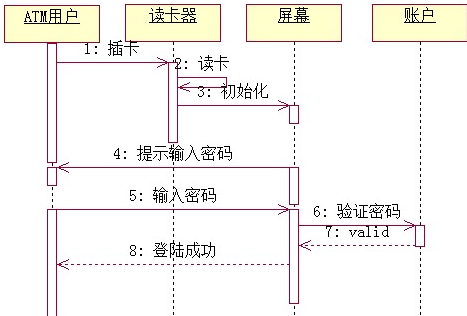 ATM用户
读卡器
屏幕
账户
1: 插卡
2: 读卡
3: 初始化
4: 提示输入密码
5: 输入密码
6: 验证密码
7: valid
8: 登陆成功